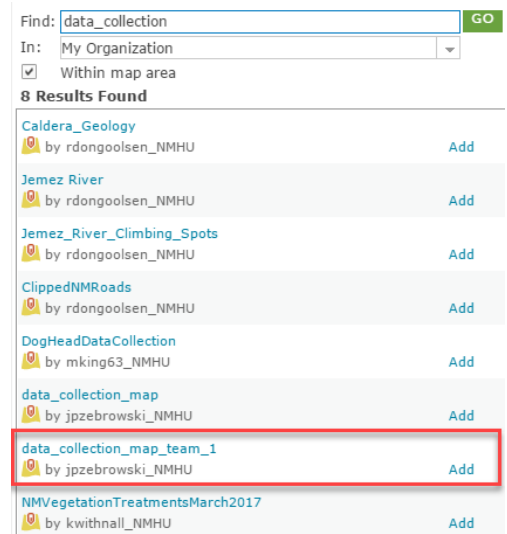 Find: data_collection GO
In: My Organization
Within map area
8 Results Found
Caldera_Geology
by rdongoolsen_NMHU Add
Jemez River
by rdongoolsen_NMHU Add
Jemez_River_Climbing_Spots
by rdongoolsen_NMHU Add
ClippedNMRoads
by rdongoolsen_NMHU Add
DogHeadDataCollection
by mking63_NMHU Add
data_collection_map
by jpzebrowski_NMHU Add
data_collection_map_team_1
by jpzebrowski_NMHU Add
NMVegetationTreatmentsMarch2017
by kwithnall_NMHU Add